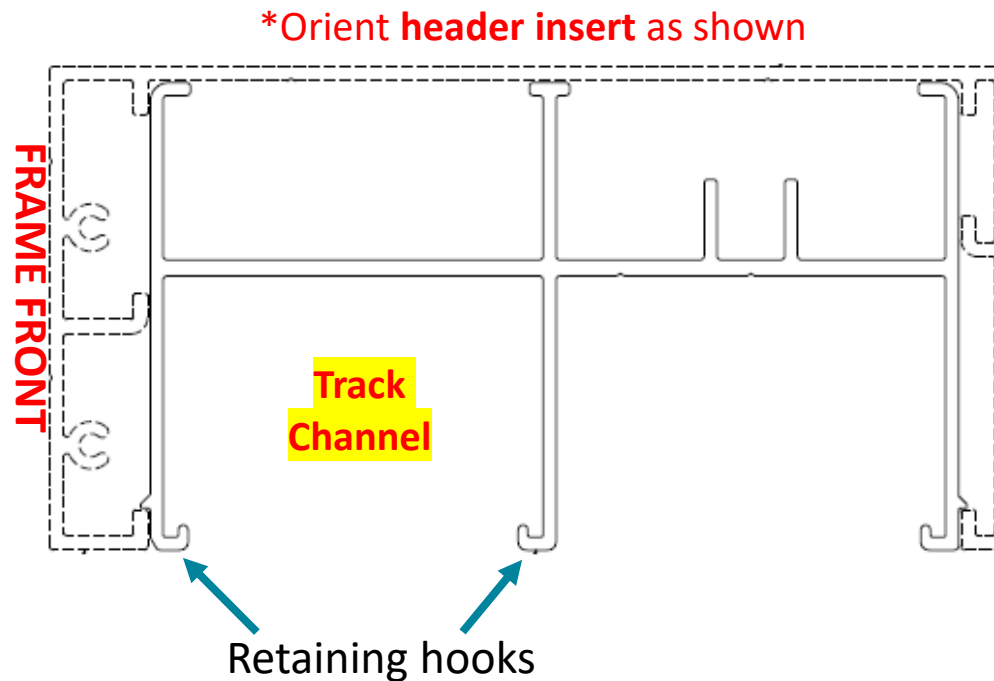 *Orient header insert as shown
FRAME FRONT
Track
Channel
Retaining hooks